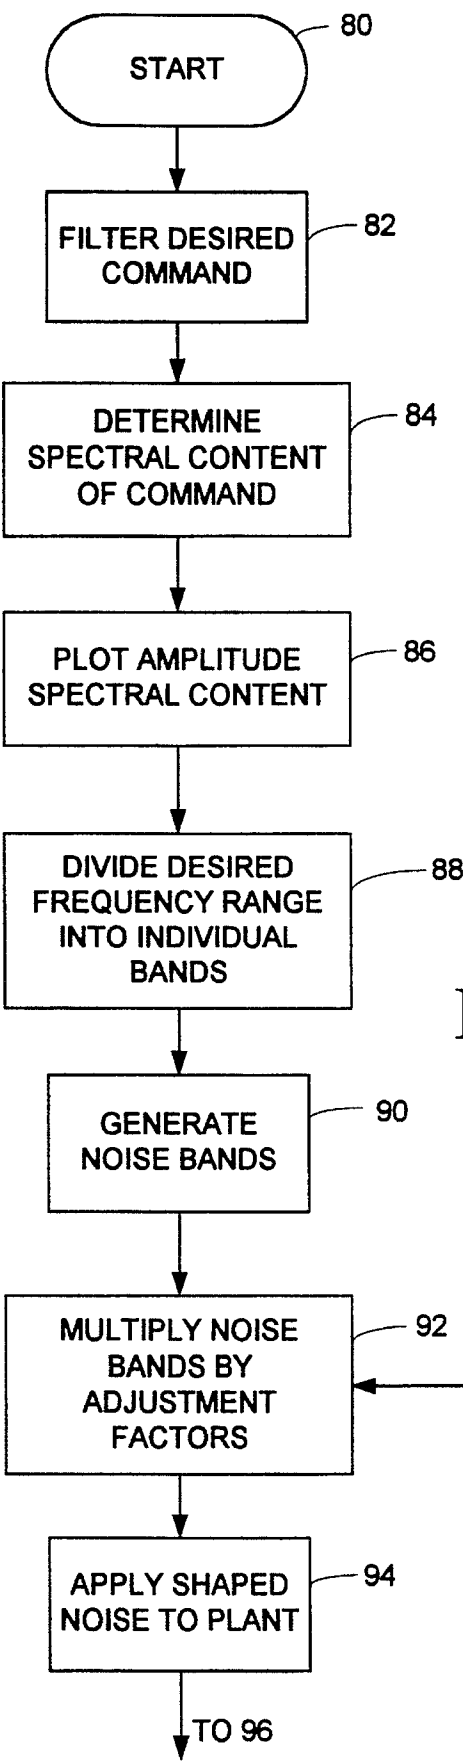 80
START
82
FILTER DESIRED
COMMAND
84
DETERMINE
SPECTRAL CONTENT
OF COMMAND
86
PLOT AMPLITUDE
SPECTRAL CONTENT
88
DIVIDE DESIRED
FREQUENCY RANGE
INTO INDIVIDUAL
BANDS
90
GENERATE
NOISE BANDS
92
MULTIPLY NOISE
BANDS BY
ADJUSTMENT
FACTORS
94
APPLY SHAPED
NOISE TO PLANT
TO 96